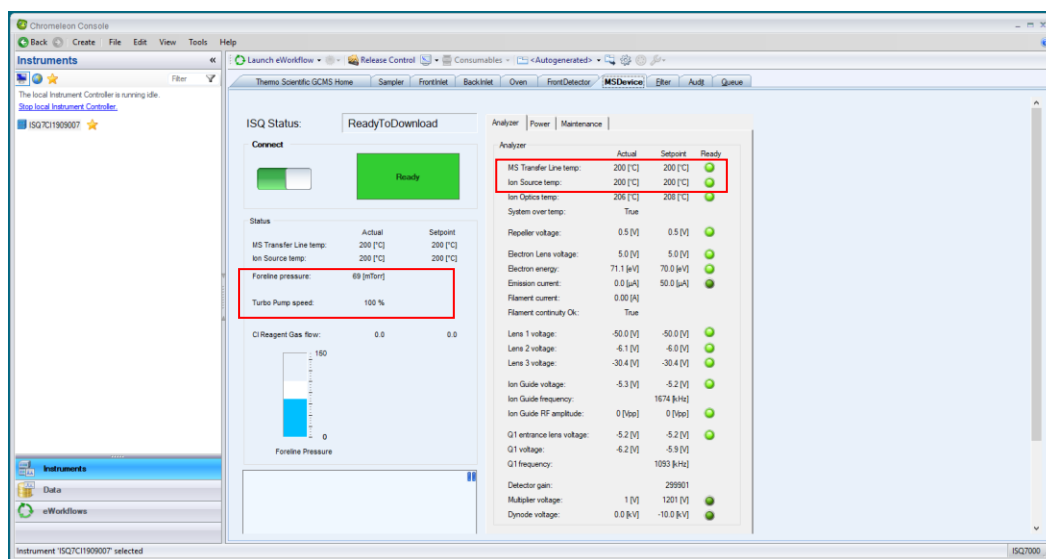 Chromeleon Console
Back Create File Edit View Tools Help
Instruments «
Launch eWorkflow Release Control Consumables <Autogenerated>
Filter
Thermo Scientific GCMS Home Sampler FrontInlet BackInlet Oven FrontDetector MSDevice Filter Audit Queue
The local Instrument Controller is running idle.
Stop local Instrument Controller.
ISQ7CI1909007
ISQ Status: ReadyToDownload
Connect
Ready
Status
Actual Setpoint
MS Transfer Line temp: 200 [°C] 200 [°C]
Ion Source temp: 200 [°C] 200 [°C]
Foreline pressure: 69 [mTorr]
Turbo Pump speed: 100 %
CI Reagent Gas flow: 0.0 0.0
150
0
Foreline Pressure
Analyzer Power Maintenance
Analyzer
Actual Setpoint Ready
MS Transfer Line temp: 200 [°C] 200 [°C]
Ion Source temp: 200 [°C] 200 [°C]
Ion Optics temp: 206 [°C] 208 [°C]
System over temp: True
Repeller voltage: 0.5 [V] 0.5 [V]
Electron Lens voltage: 5.0 [V] 5.0 [V]
Electron energy: 71.1 [eV] 70.0 [eV]
Emission current: 0.0 [µA] 50.0 [µA]
Filament current: 0.00 [A]
Filament continuity Ok: True
Lens 1 voltage: -50.0 [V] -50.0 [V]
Lens 2 voltage: -6.1 [V] -6.0 [V]
Lens 3 voltage: -30.4 [V] -30.4 [V]
Ion Guide voltage: -5.3 [V] -5.2 [V]
Ion Guide frequency: 1674 [kHz]
Ion Guide RF amplitude: 0 [Vpp] 0 [Vpp]
Q1 entrance lens voltage: -5.2 [V] -5.2 [V]
Q1 voltage: -6.2 [V] -5.9 [V]
Q1 frequency: 1093 [kHz]
Detector gain: 299901
Multiplier voltage: 1 [V] 1201 [V]
Dynode voltage: 0.0 [kV] -10.0 [kV]
Instruments
Data
eWorkflows
Instrument 'ISQ7CI1909007' selected
ISQ7000